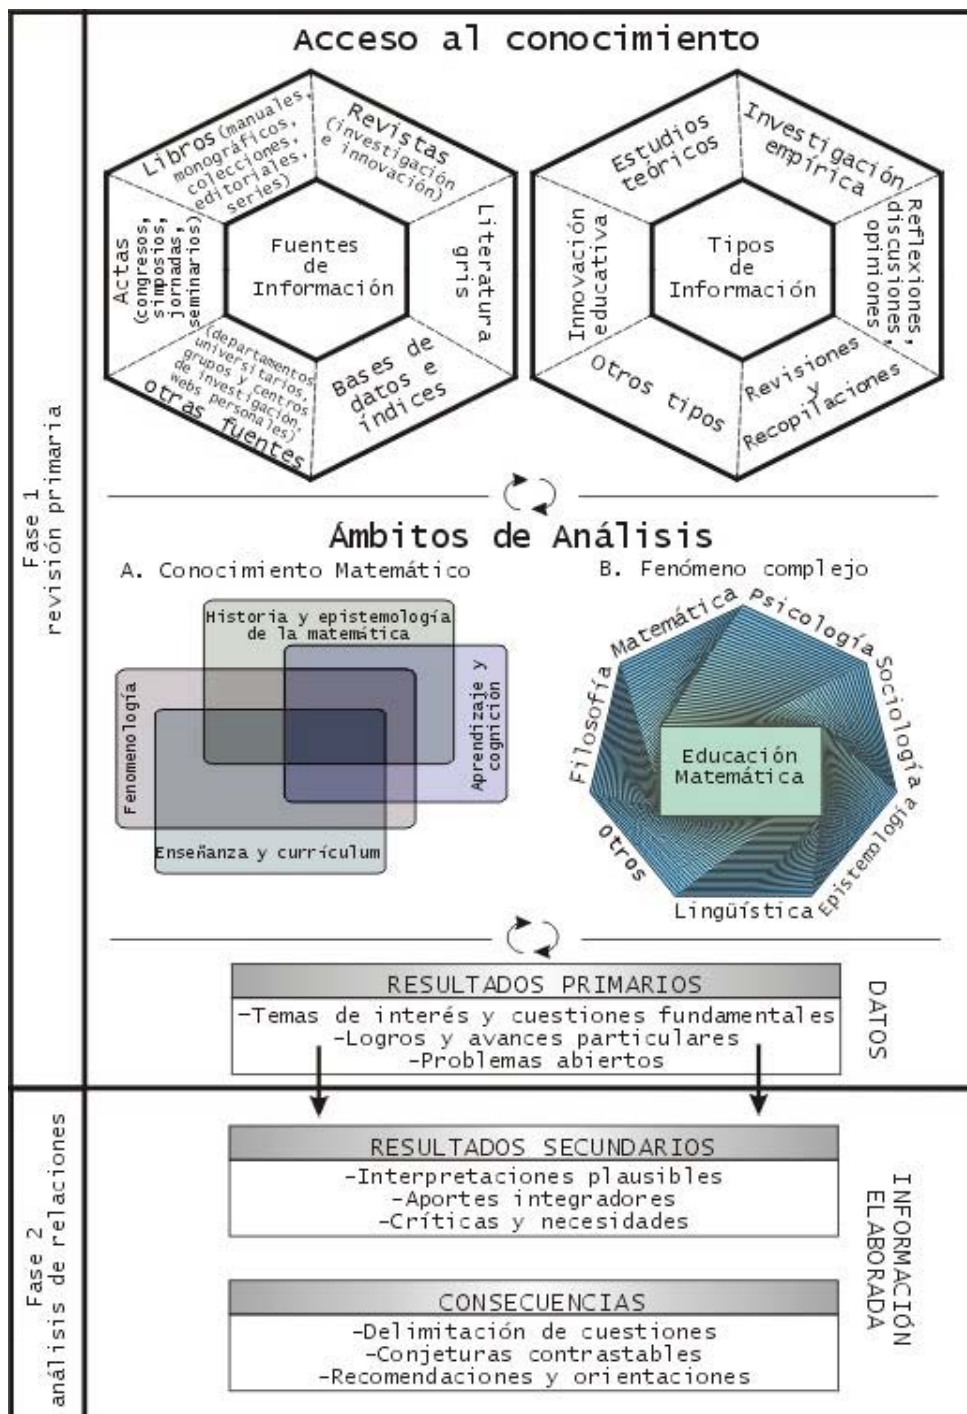 Acceso al conocimiento
Libros (manuales,
monográficos,
colecciones,
editoriales,
series)
Revistas
(investigación
e innovación)
Literatura
gris
Bases de
datos e
índices
(departamentos
universitarios,
grupos y centros
de investigación,
webs personales)
otras fuentes
Actas
(congresos,
simposios,
jornadas,
seminarios)
Fuentes
de
Información
Estudios
teóricos
Investigación
empírica
Reflexiones,
discusiones,
opiniones
Revisiones
y
Recopilaciones
Otros tipos
Innovación
educativa
Tipos
de
Información
Fase 1
revisión primaria
Ámbitos de Análisis
A. Conocimiento Matemático
Historia y epistemología
de la matemática
Fenomenología
Aprendizaje y
cognición
Enseñanza y currículum
B. Fenómeno complejo
Matemática
Psicología
Sociología
Epistemología
Lingüística
Otros
Filosofía
Educación
Matemática
RESULTADOS PRIMARIOS
-Temas de interés y cuestiones fundamentales
-Logros y avances particulares
-Problemas abiertos
DATOS
Fase 2
análisis de relaciones
RESULTADOS SECUNDARIOS
-Interpretaciones plausibles
-Aportes integradores
-Críticas y necesidades
CONSECUENCIAS
-Delimitación de cuestiones
-Conjeturas contrastables
-Recomendaciones y orientaciones
INFORMACIÓN
ELABORADA